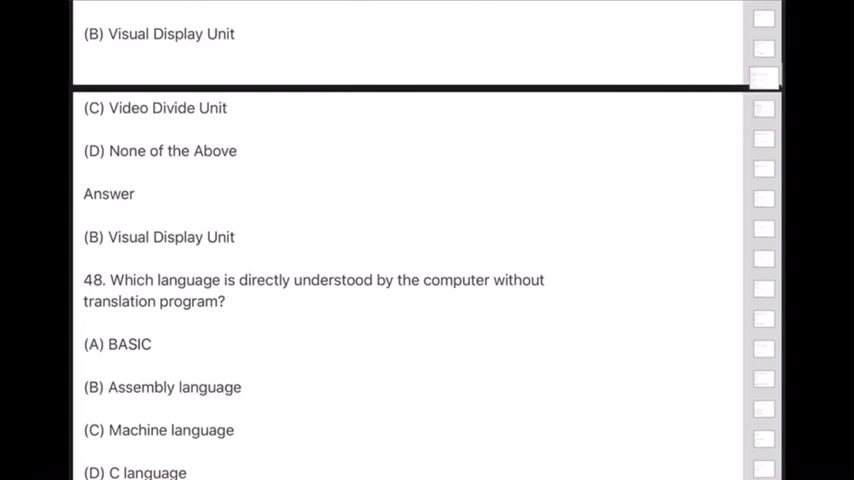 (B) Visual Display Unit
(C) Video Divide Unit
(D) None of the Above
Answer
(B) Visual Display Unit
48. Which language is directly understood by the computer without
translation program?
(A) BASIC
(B) Assembly language
(C) Machine language
(D) C language